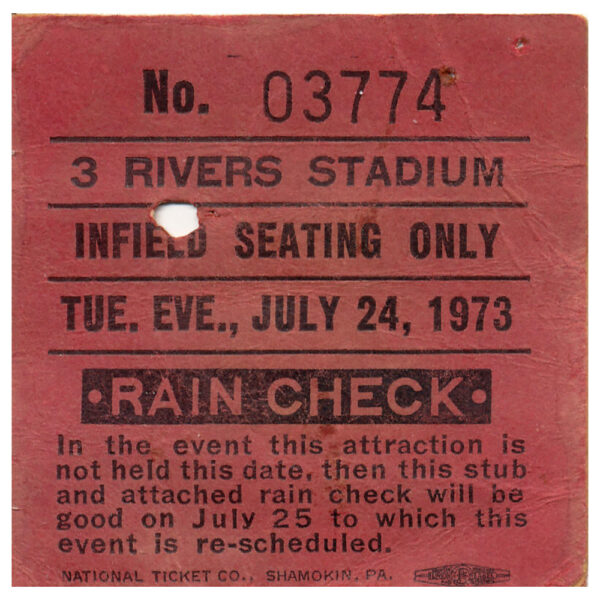 No. 03774
3 RIVERS STADIUM
INFIELD SEATING ONLY
TUE. EVE., JULY 24, 1973
•RAIN CHECK•
In the event this attraction is
not held this date, then this stub
and attached rain check will be
good on July 25 to which this
event is re-scheduled.
NATIONAL TICKET CO., SHAMOKIN, PA.